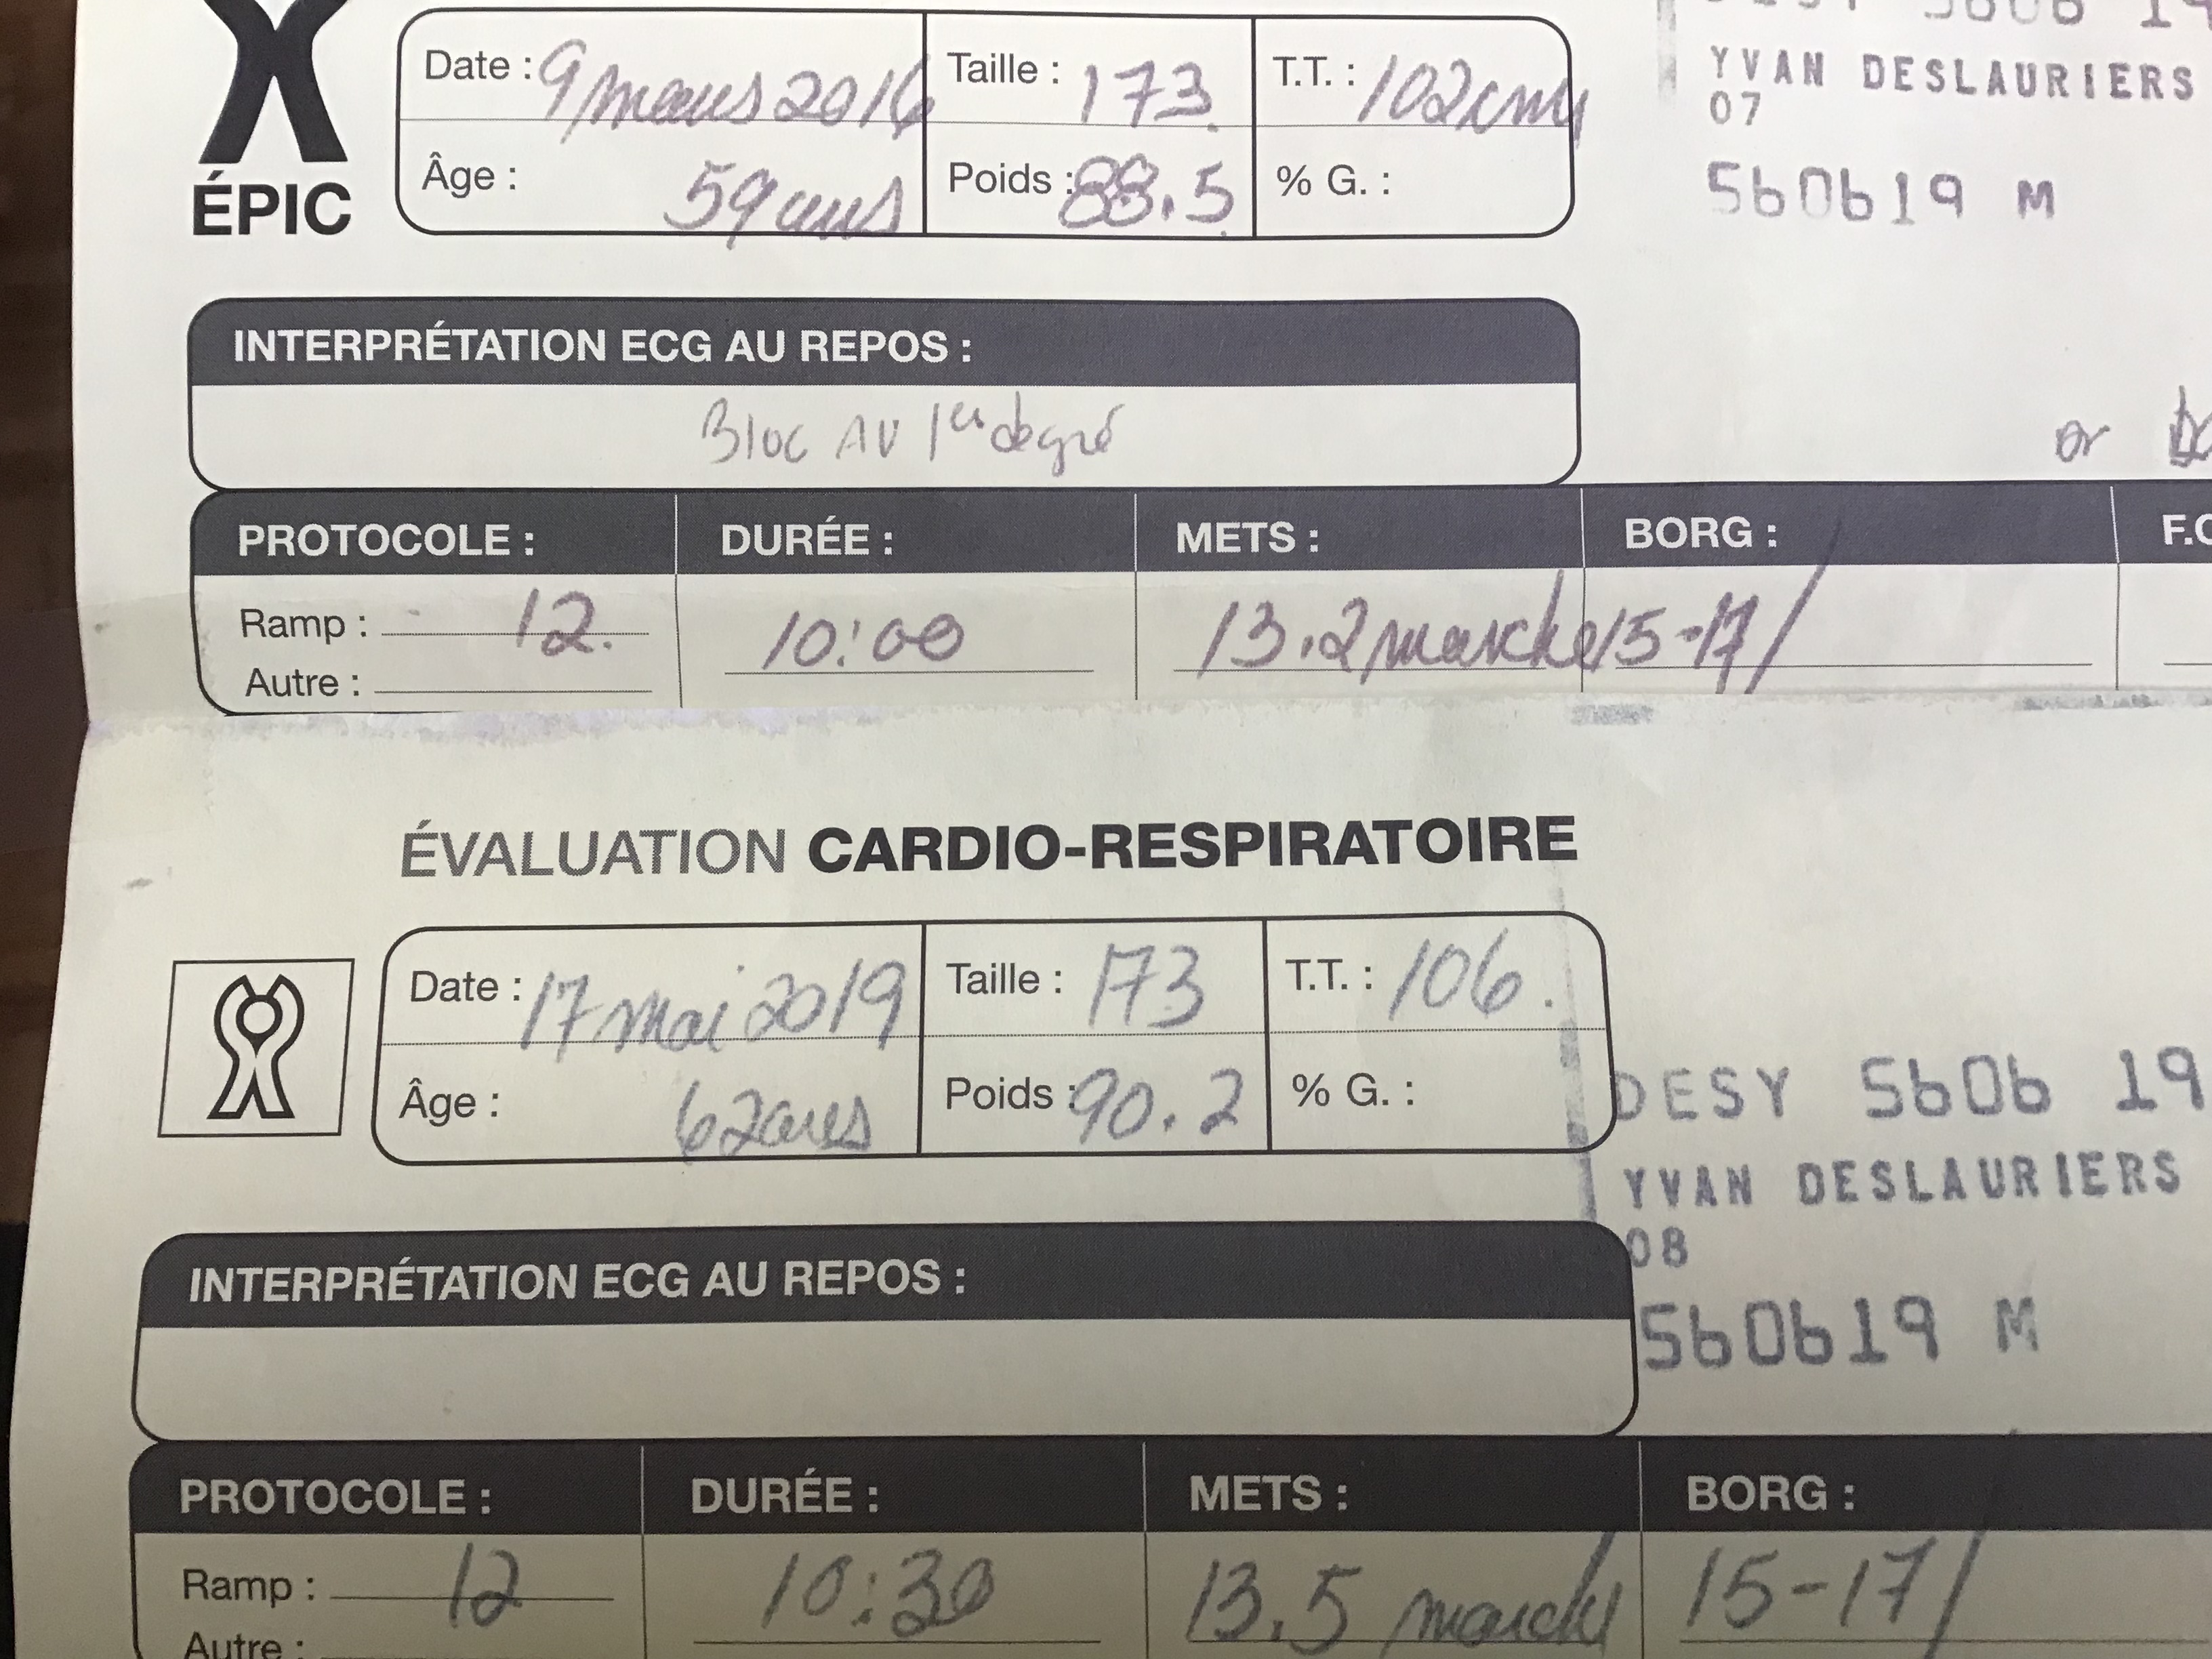 YVAN DESLAURIERS
07
560619 M
ÉPIC
Date : 9 mars 2016 Taille : 173. T.T. : 102cm
Âge : 59 ans Poids : 88.5 % G. :
INTERPRÉTATION ECG AU REPOS :
Bloc AV 1er degré
or
PROTOCOLE : DURÉE : METS : BORG :
Ramp : 12. 10:00 13.2 marche 15-17/
Autre :
ÉVALUATION CARDIO-RESPIRATOIRE
Date : 17 mai 2019 Taille : 173 T.T. : 106.
Âge : 62 ans Poids : 90.2 % G. :
DESY 5606 19
YVAN DESLAURIERS
08
560619 M
INTERPRÉTATION ECG AU REPOS :
PROTOCOLE : DURÉE : METS : BORG :
Ramp : 12 10:30 13.5 marche 15-17/
Autre :